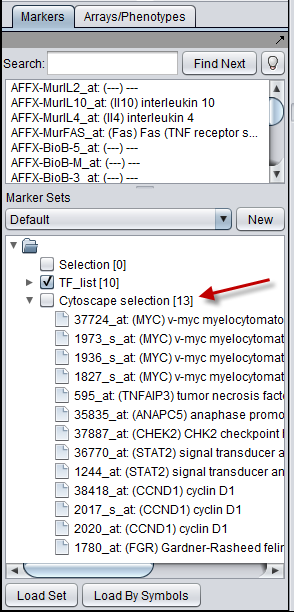 Markers Arrays/Phenotypes
Search: Find Next
AFFX-MurIL2_at: (---) ---
AFFX-MurIL10_at: (Il10) interleukin 10
AFFX-MurIL4_at: (Il4) interleukin 4
AFFX-MurFAS_at: (Fas) Fas (TNF receptor s...
AFFX-BioB-5_at: (---) ---
AFFX-BioB-M_at: (---) ---
AFFX-BioB-3_at: (---) ---
Marker Sets
Default New
Selection [0]
TF_list [10]
Cytoscape selection [13]
37724_at: (MYC) v-myc myelocytomato
1973_s_at: (MYC) v-myc myelocytomat
1936_s_at: (MYC) v-myc myelocytomat
1827_s_at: (MYC) v-myc myelocytomat
595_at: (TNFAIP3) tumor necrosis facto
35835_at: (ANAPC5) anaphase promo
37887_at: (CHEK2) CHK2 checkpoint h
36770_at: (STAT2) signal transducer a
1244_at: (STAT2) signal transducer an
38418_at: (CCND1) cyclin D1
2017_s_at: (CCND1) cyclin D1
2020_at: (CCND1) cyclin D1
1780_at: (FGR) Gardner-Rasheed felin
Load Set Load By Symbols